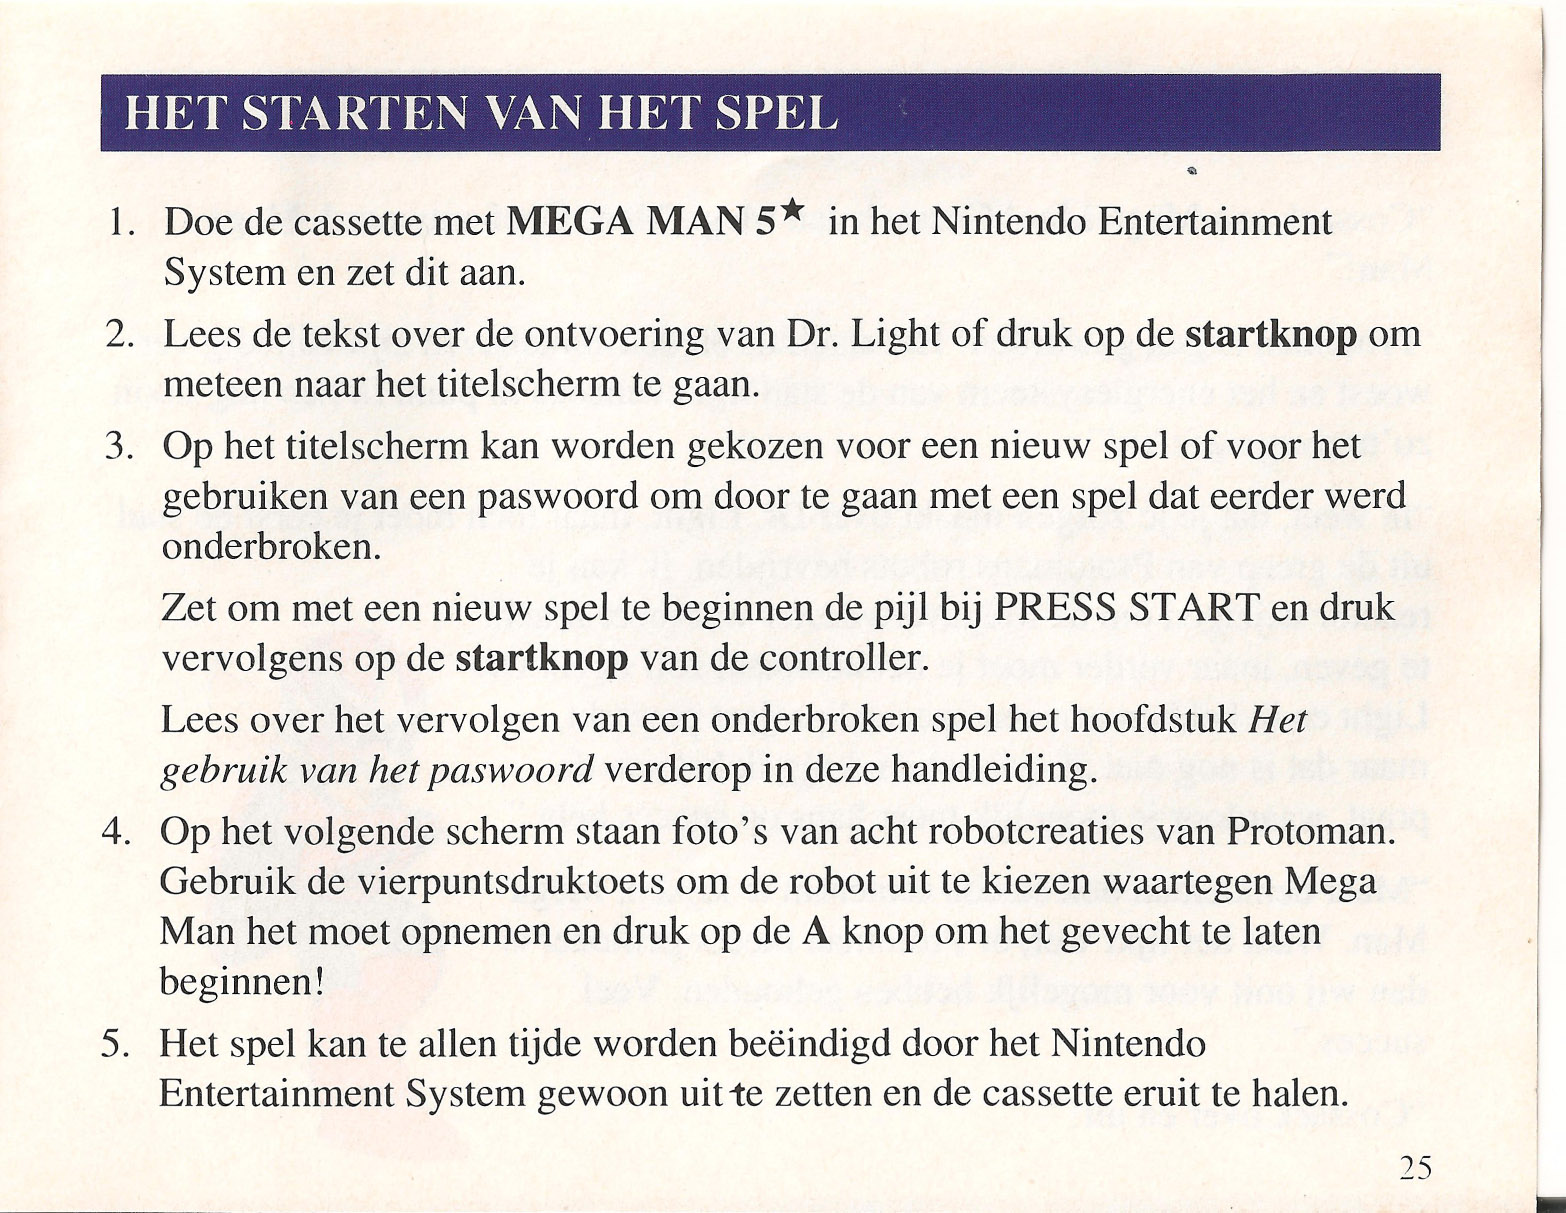 HET STARTEN VAN HET SPEL
1. Doe de cassette met MEGA MAN 5★ in het Nintendo Entertainment
System en zet dit aan.
2. Lees de tekst over de ontvoering van Dr. Light of druk op de startknop om
meteen naar het titelscherm te gaan.
3. Op het titelscherm kan worden gekozen voor een nieuw spel of voor het
gebruiken van een paswoord om door te gaan met een spel dat eerder werd
onderbroken.
Zet om met een nieuw spel te beginnen de pijl bij PRESS START en druk
vervolgens op de startknop van de controller.
Lees over het vervolgen van een onderbroken spel het hoofdstuk Het
gebruik van het paswoord verderop in deze handleiding.
4. Op het volgende scherm staan foto's van acht robotcreaties van Protoman.
Gebruik de vierpuntsdruktoets om de robot uit te kiezen waartegen Mega
Man het moet opnemen en druk op de A knop om het gevecht te laten
beginnen!
5. Het spel kan te allen tijde worden beëindigd door het Nintendo
Entertainment System gewoon uit te zetten en de cassette eruit te halen.
25